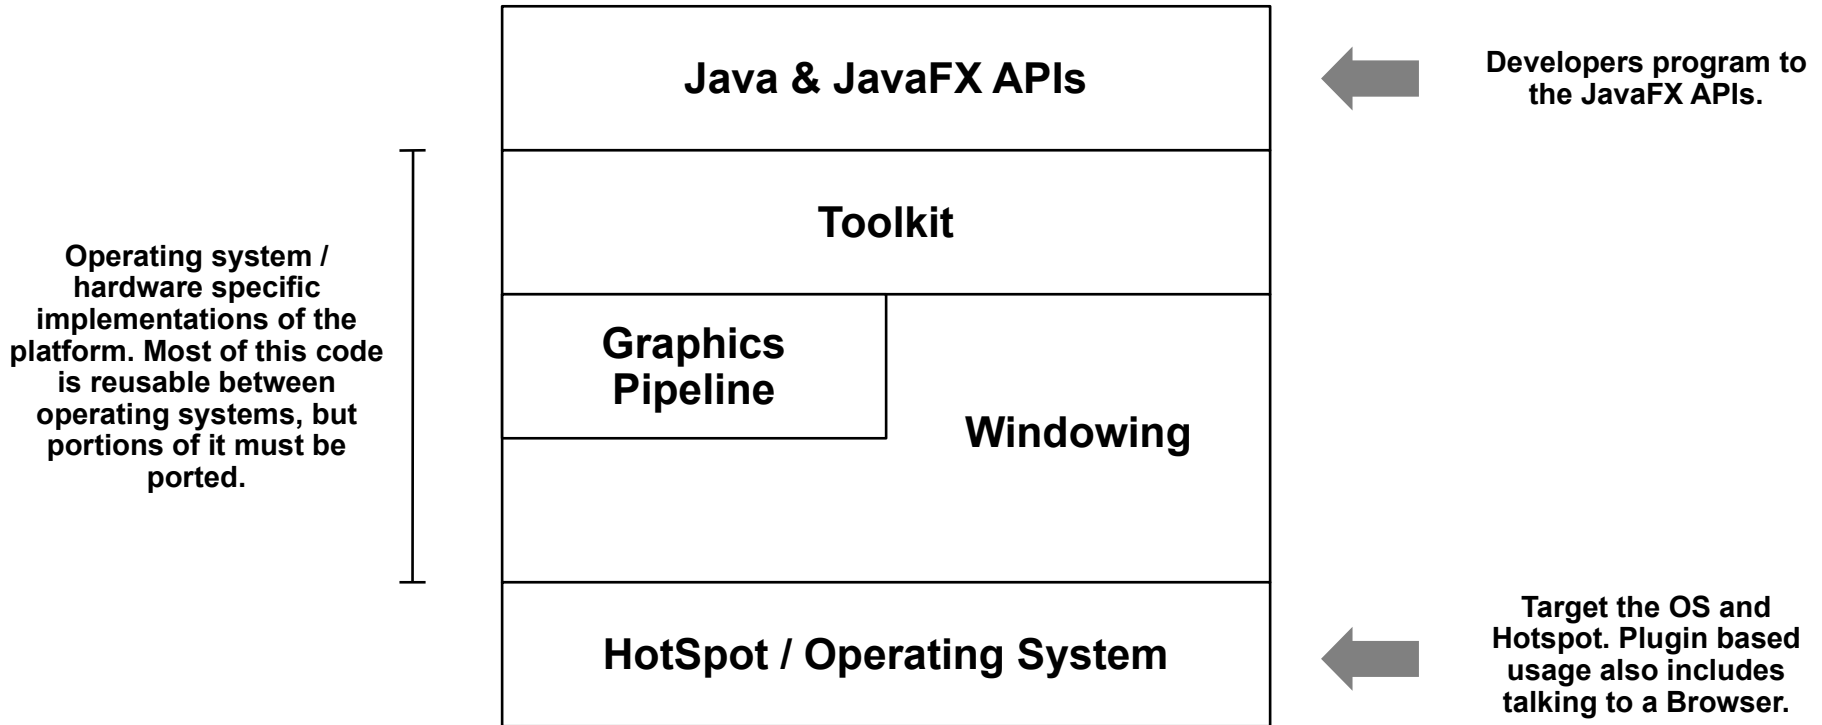 Java & JavaFX APIs
Developers program to
the JavaFX APIs.
Toolkit
Operating system /
hardware specific
implementations of the
platform. Most of this code
is reusable between
operating systems, but
portions of it must be
ported.
Graphics
Pipeline
Windowing
HotSpot / Operating System
Target the OS and
Hotspot. Plugin based
usage also includes
talking to a Browser.